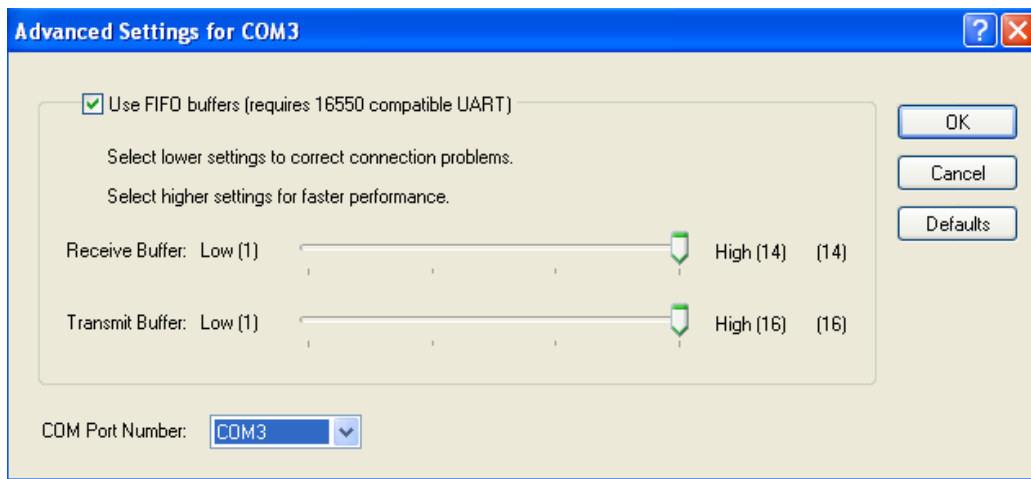 Advanced Settings for COM3
Use FIFO buffers (requires 16550 compatible UART)
OK
Select lower settings to correct connection problems.
Cancel
Select higher settings for faster performance.
Defaults
Receive Buffer: Low (1) High (14) (14)
Transmit Buffer: Low (1) High (16) (16)
COM Port Number: COM3